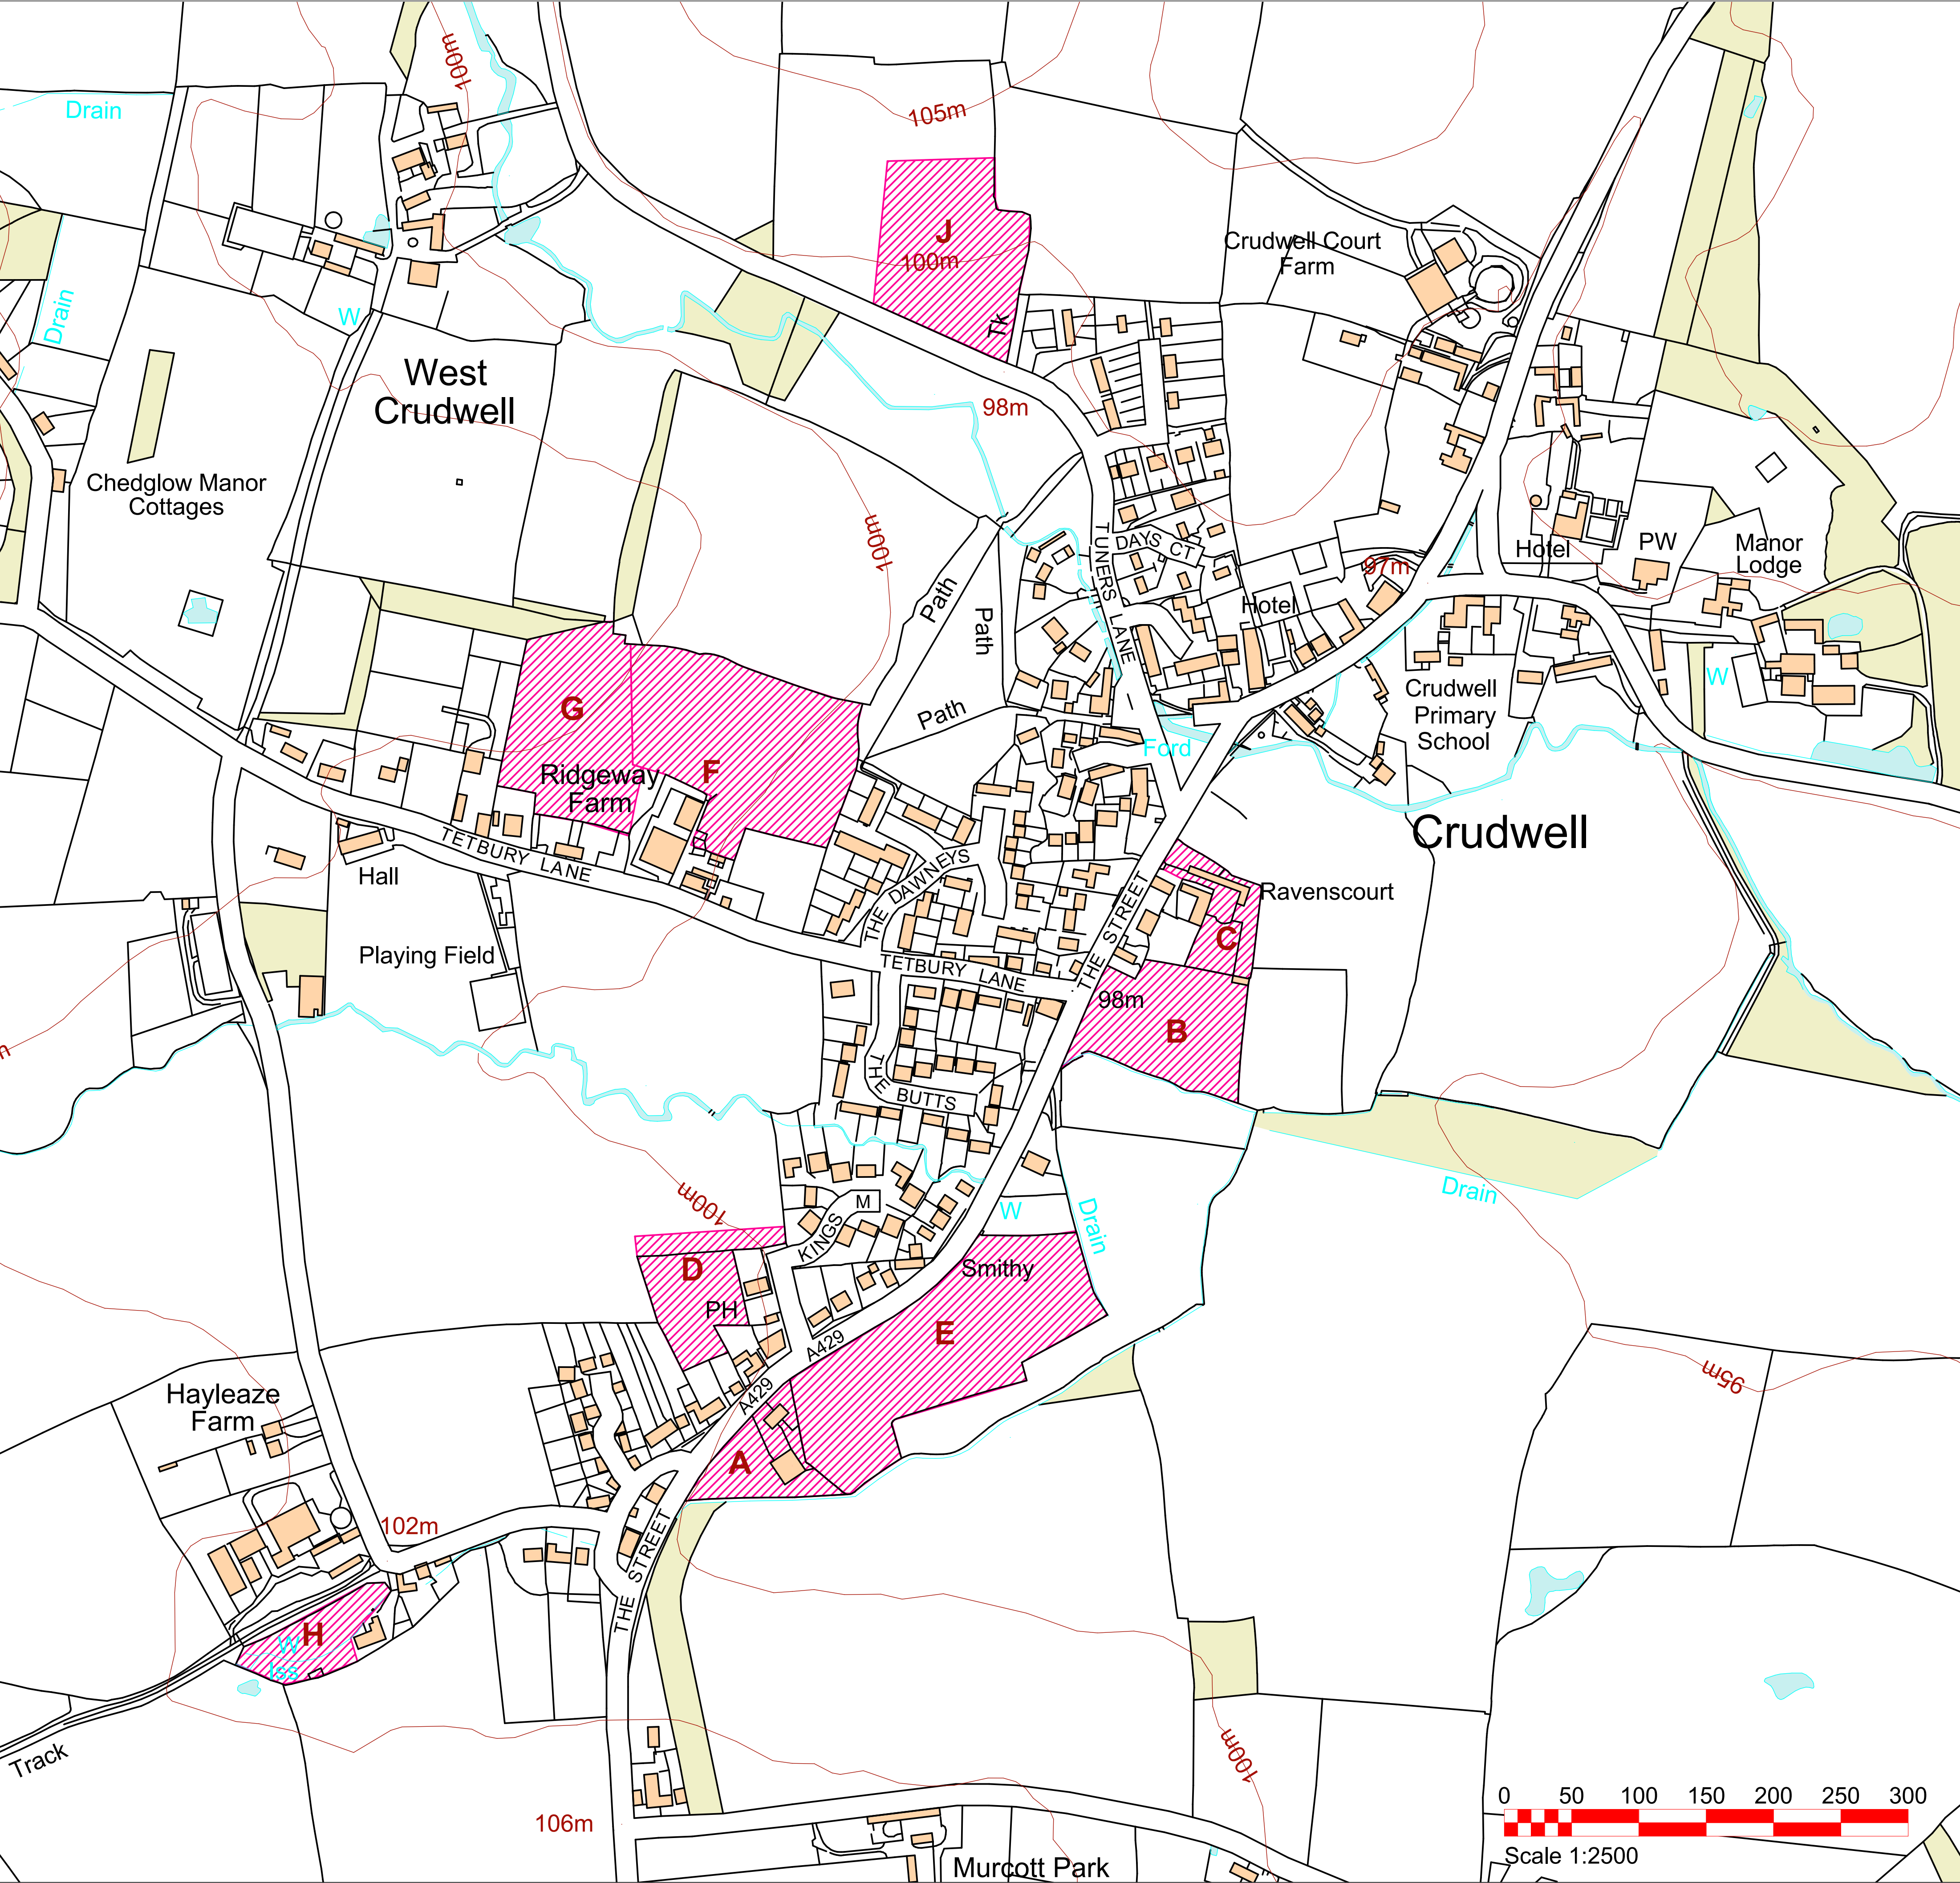 100m
Drain
105m
J
100m
Crudwell Court
Farm
Drain
W
Tk
West
Crudwell
98m
Chedglow Manor
Cottages
100m
TUNERS LANE
DAYS CT
Hotel
PW
Manor
Lodge
97m
Path
Path
Hotel
Path
Ford
Crudwell
Primary
School
W
G
F
Ridgeway
Farm
Crudwell
TETBURY LANE
Hall
THE DAWNEYS
THE STREET
Ravenscourt
C
Playing Field
TETBURY LANE
98m
B
m
THE BUTTS
Drain
100m
M
KINGS
W
Drain
D
Smithy
PH
E
A429
A429
95m
Hayleaze
Farm
A
102m
THE STREET
H
W
Iss
Track
100m
106m
0 50 100 150 200 250 300
Scale 1:2500
Murcott Park